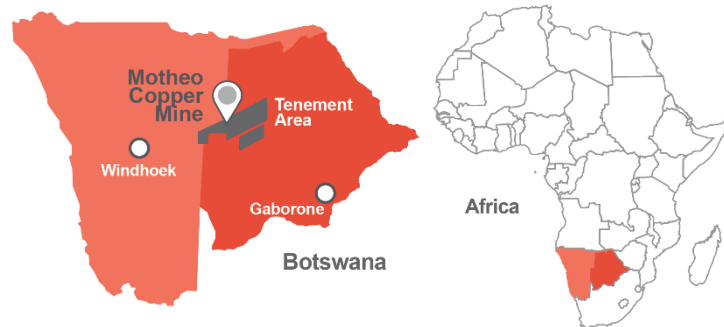 Motheo
Copper
Mine
Tenement
Area
Windhoek
Gaborone
Botswana
Africa